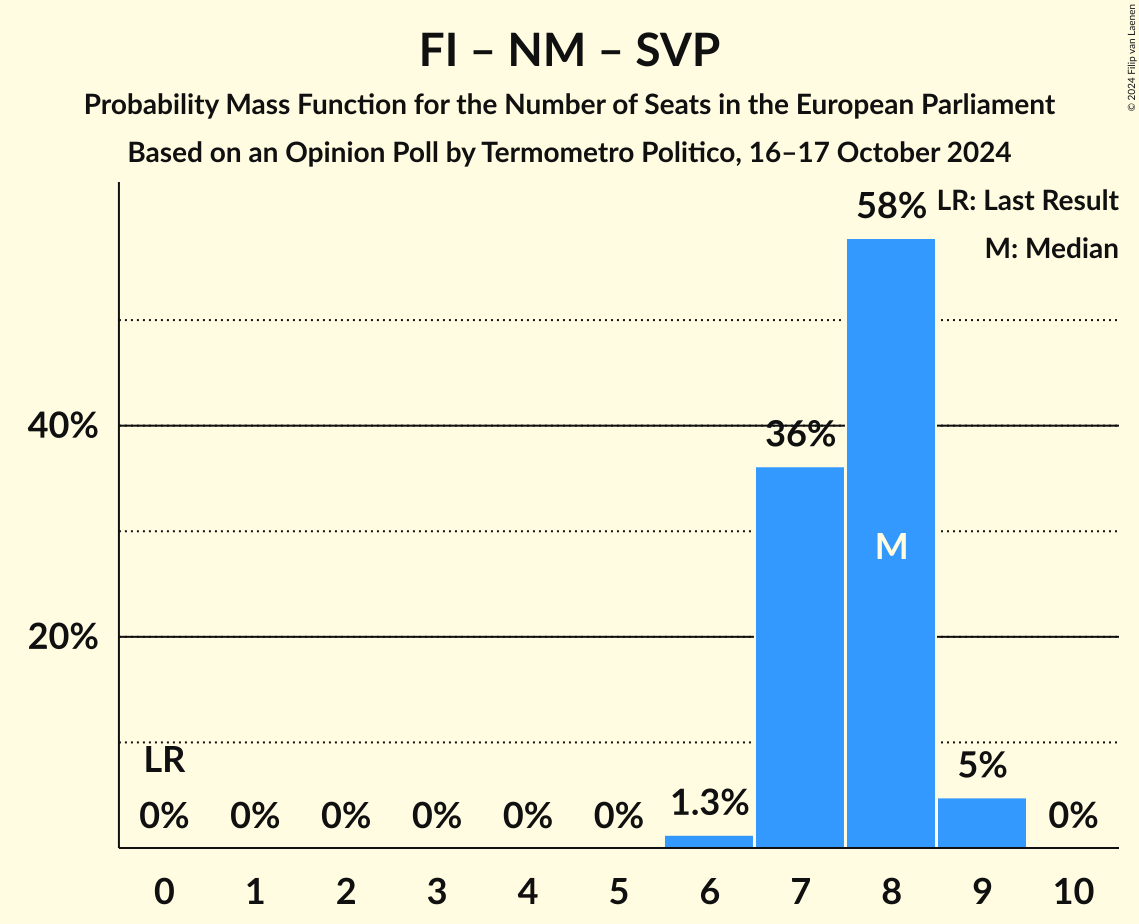 FI – NM – SVP
Probability Mass Function for the Number of Seats in the European Parliament
Based on an Opinion Poll by Termometro Politico, 16–17 October 2024
© 2024 Filip van Laenen
LR: Last Result
M: Median
58%
40%
36%
M
20%
LR
0% 0% 0% 0% 0% 0% 1.3% 5% 0%
0 1 2 3 4 5 6 7 8 9 10